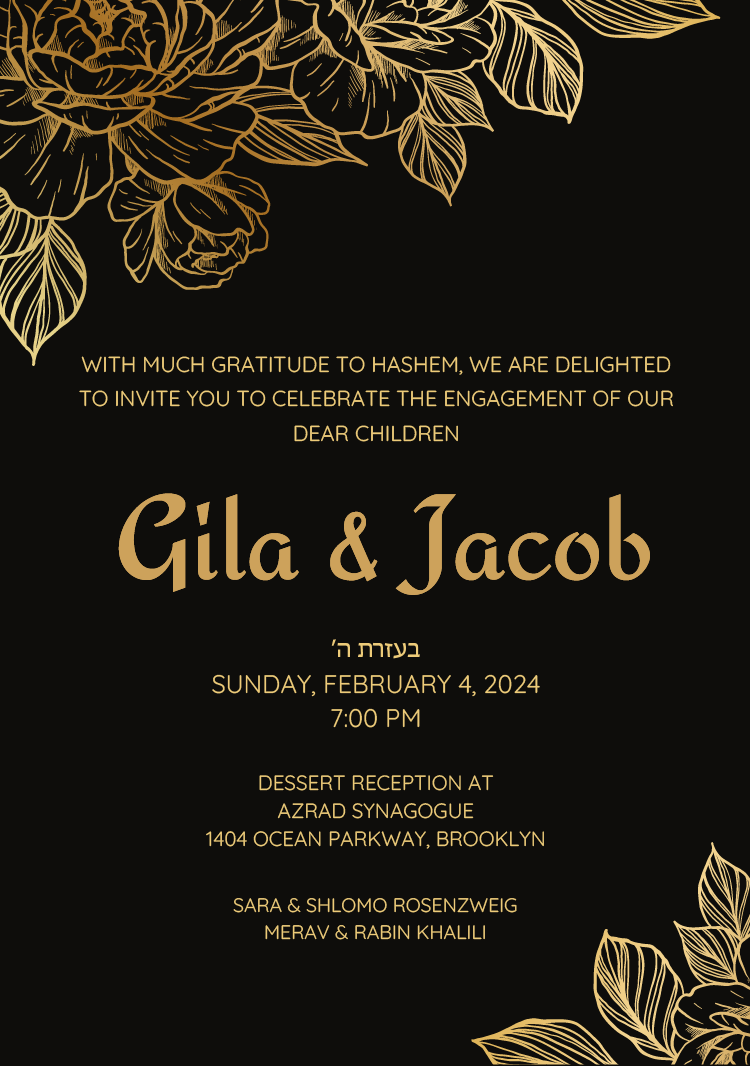 WITH MUCH GRATITUDE TO HASHEM, WE ARE DELIGHTED
TO INVITE YOU TO CELEBRATE THE ENGAGEMENT OF OUR
DEAR CHILDREN
Gila & Jacob
בעזרת ה'
SUNDAY, FEBRUARY 4, 2024
7:00 PM
DESSERT RECEPTION AT
AZRAD SYNAGOGUE
1404 OCEAN PARKWAY, BROOKLYN
SARA & SHLOMO ROSENZWEIG
MERAV & RABIN KHALILI